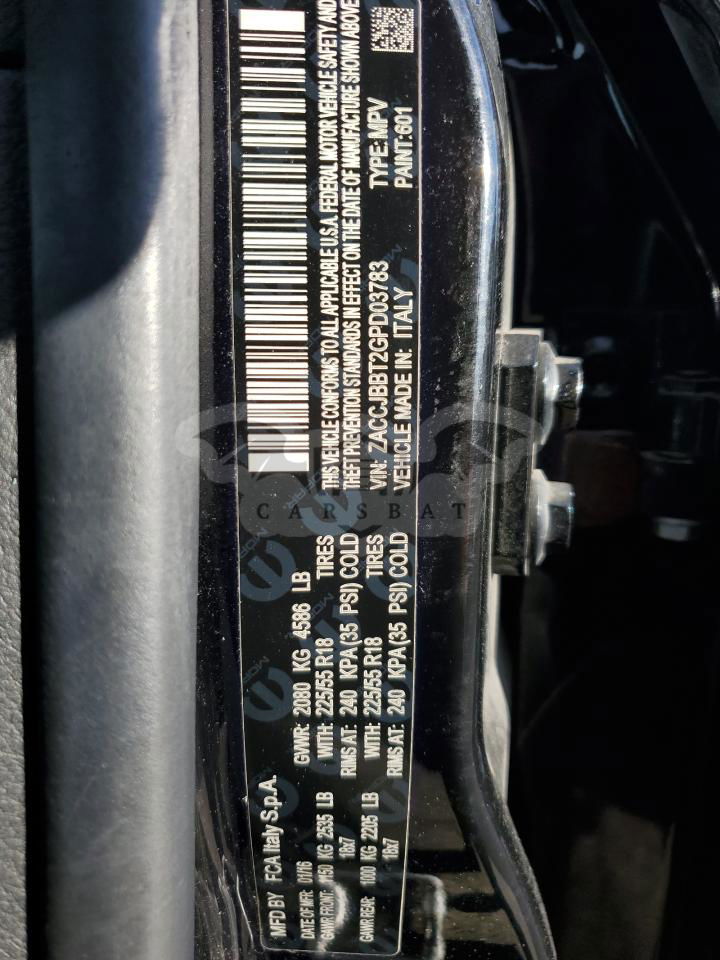 MFD BY FCA Italy S.p.A.
DATE OF MFR: 01/16 GVWR: 2080 KG 4586 LB
GAWR FRONT: 1150 KG 2535 LB WITH: 225/55 R18 TIRES
18x7 RIMS AT: 240 KPA(35 PSI) COLD
GAWR REAR: 1000 KG 2205 LB WITH: 225/55 R18 TIRES
18x7 RIMS AT: 240 KPA(35 PSI) COLD
THIS VEHICLE CONFORMS TO ALL APPLICABLE U.S.A. FEDERAL MOTOR VEHICLE SAFETY AND
THEFT PREVENTION STANDARDS IN EFFECT ON THE DATE OF MANUFACTURE SHOWN ABOVE
VIN: ZACCJBBT2GPD03783 TYPE: MPV
VEHICLE MADE IN: ITALY PAINT: 601
CARSBAT